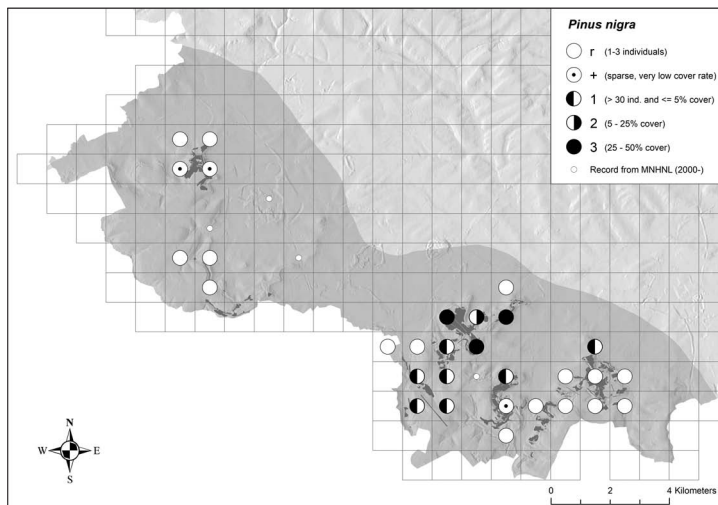 Pinus nigra
r (1-3 individuals)
+ (sparse, very low cover rate)
1 (> 30 ind. and <= 5% cover)
2 (5 - 25% cover)
3 (25 - 50% cover)
Record from MNHNL (2000-)
N
W E
S
0 2 4 Kilometers